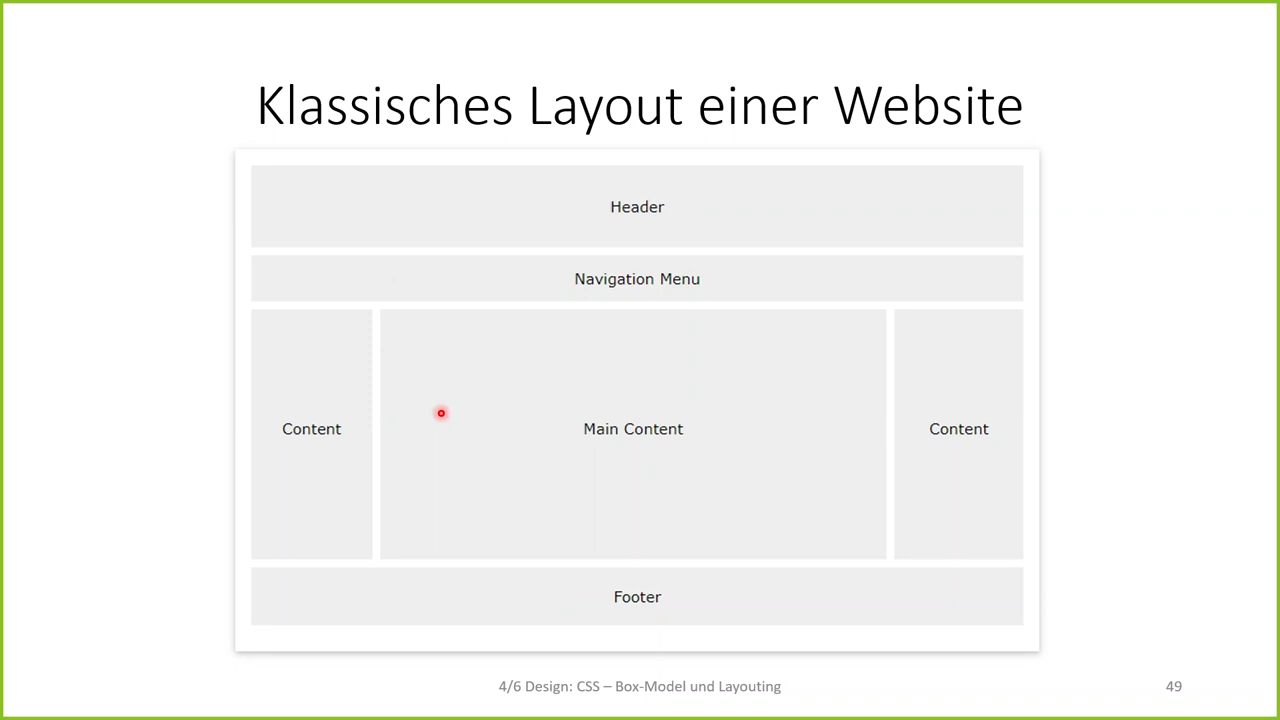 Klassisches Layout einer Website
Header
Navigation Menu
Content
Main Content
Content
Footer
4/6 Design: CSS – Box-Model und Layouting
49